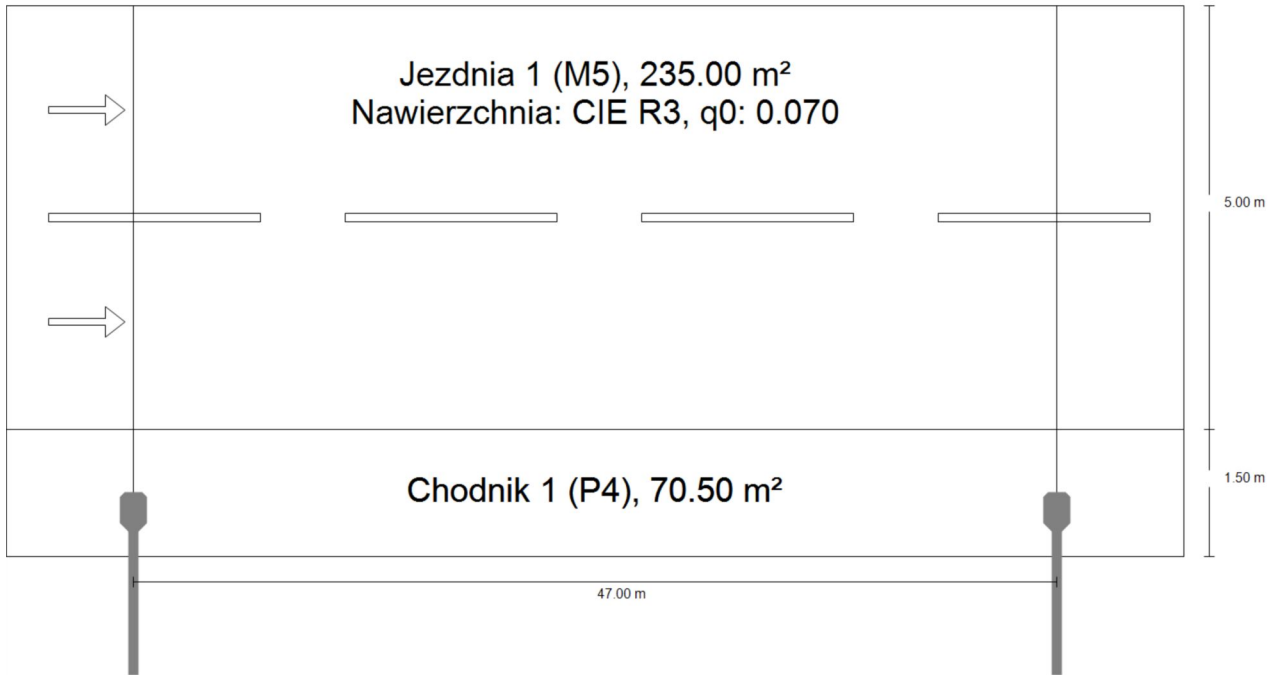 Jezdnia 1 (M5), 235.00 m²
Nawierzchnia: CIE R3, q0: 0.070
5.00 m
Chodnik 1 (P4), 70.50 m²
1.50 m
47.00 m